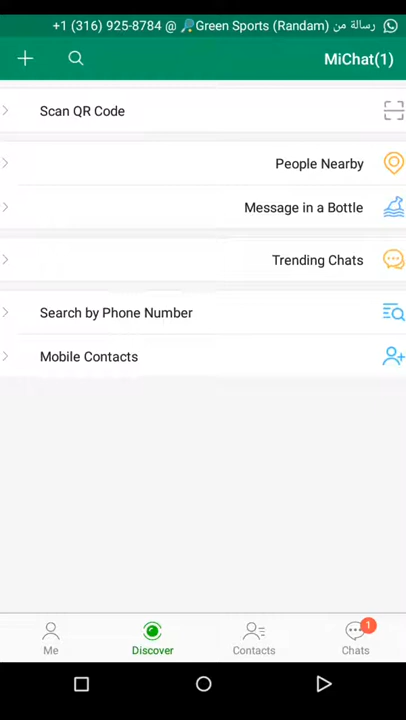 رسالة من Green Sports (Randam)🎾 @ +1 (316) 925-8784
MiChat(1)
Scan QR Code
People Nearby
Message in a Bottle
Trending Chats
Search by Phone Number
Mobile Contacts
Me
Discover
Contacts
Chats
1